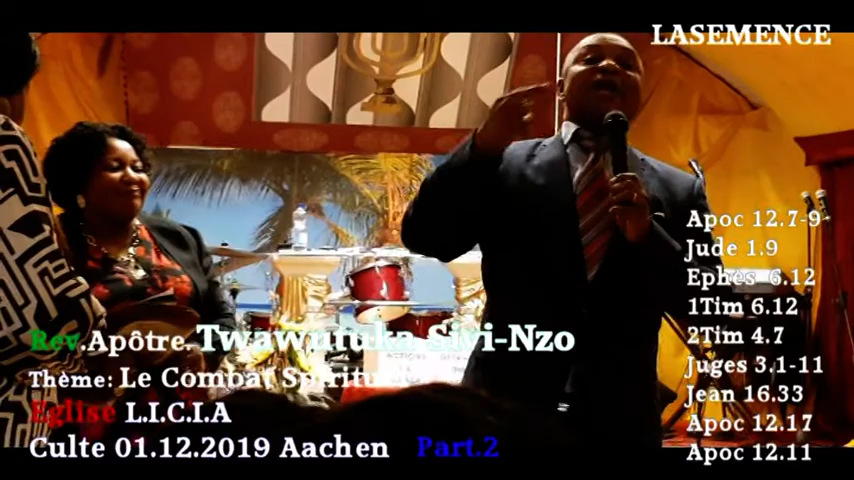 LASEMENCE
Apoc 12.7-9
Jude 1.9
Ephès 6.12
1Tim 6.12
2Tim 4.7
Juges 3.1-11
Jean 16.33
Apoc 12.17
Apoc 12.11
Rev.Apôtre. Twawutuka Sivi-Nzo
Thème: Le Combat Spirituel
Eglise L.I.C.I.A
Culte 01.12.2019 Aachen Part.2